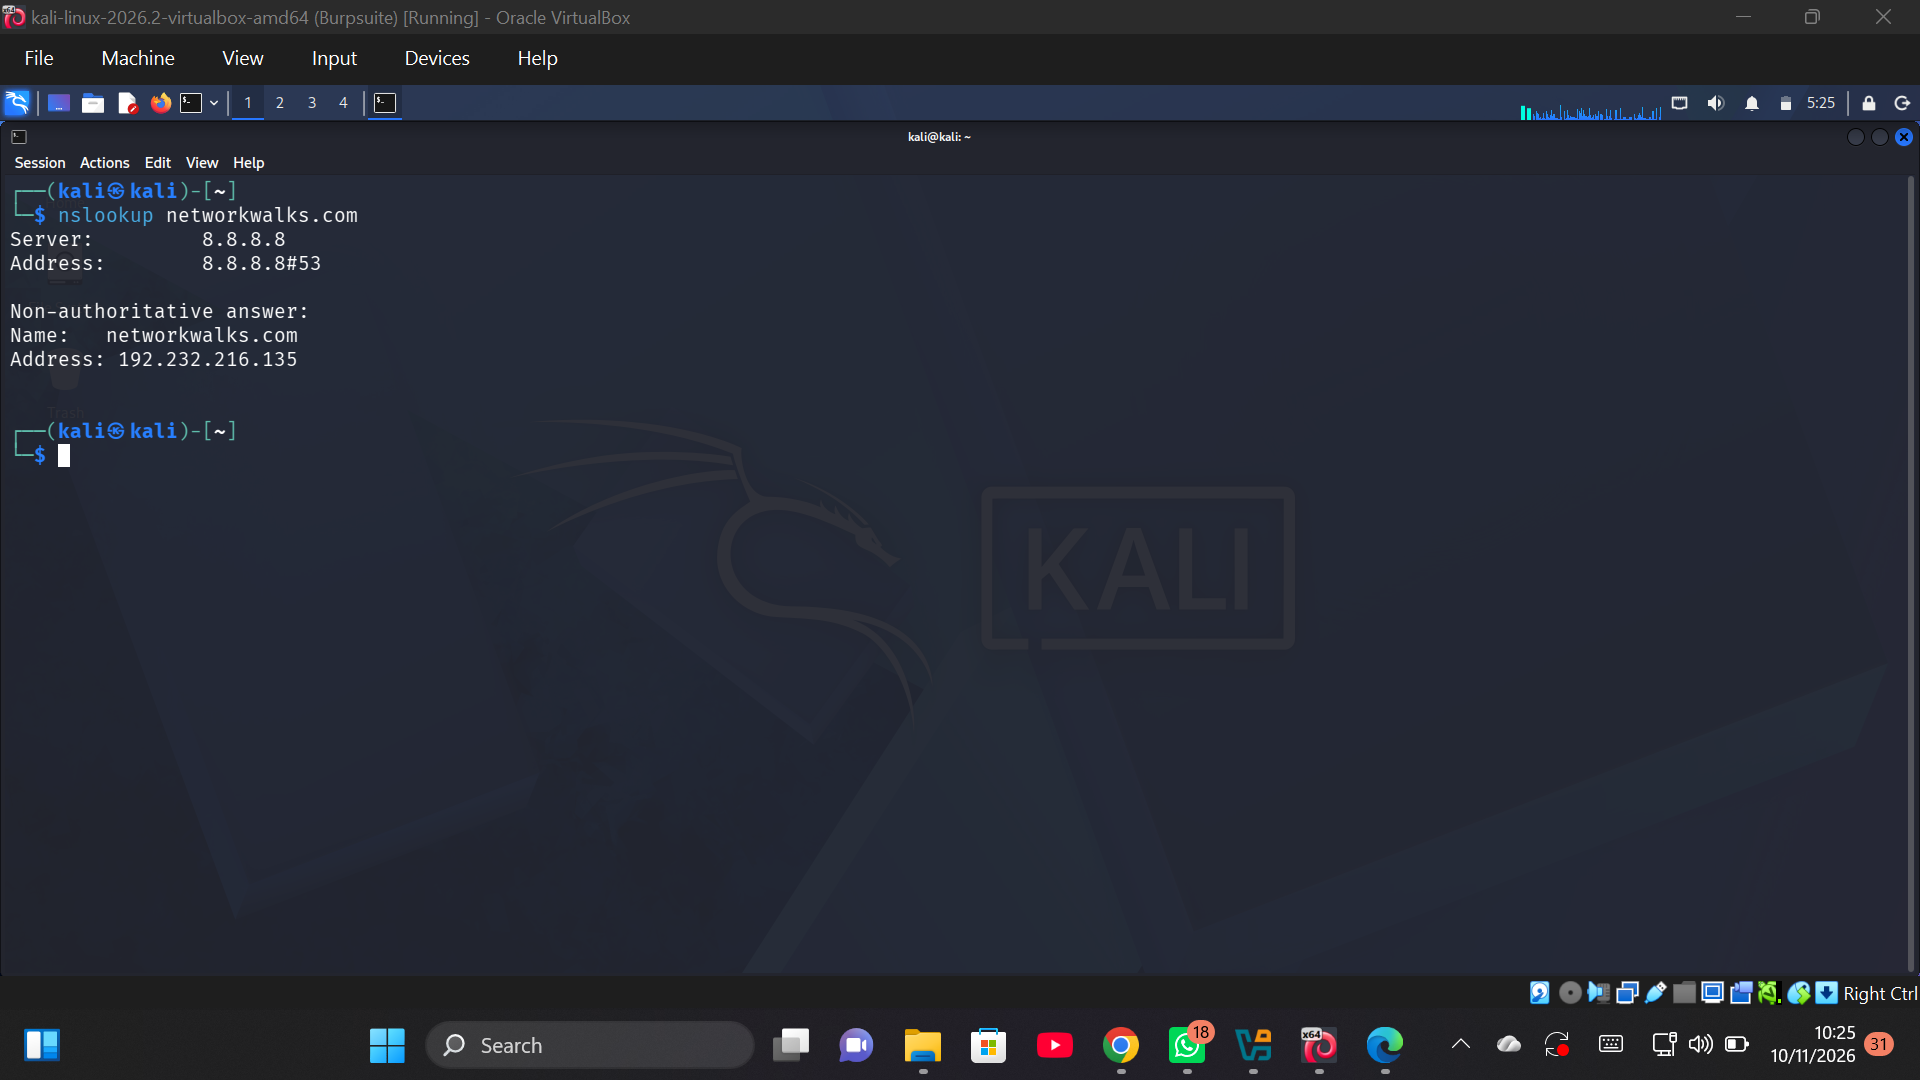 kali-linux-2026.2-virtualbox-amd64 (Burpsuite) [Running] - Oracle VirtualBox
File Machine View Input Devices Help
1 2 3 4 5:25
kali@kali: ~
Session Actions Edit View Help
┌──(kali㉿kali)-[~]
└─$ nslookup networkwalks.com
Server: 8.8.8.8
Address: 8.8.8.8#53
Non-authoritative answer:
Name: networkwalks.com
Address: 192.232.216.135
Trash
┌──(kali㉿kali)-[~]
└─$
KALI
Right Ctrl
Search
18
x64
10:25
10/11/2026
31